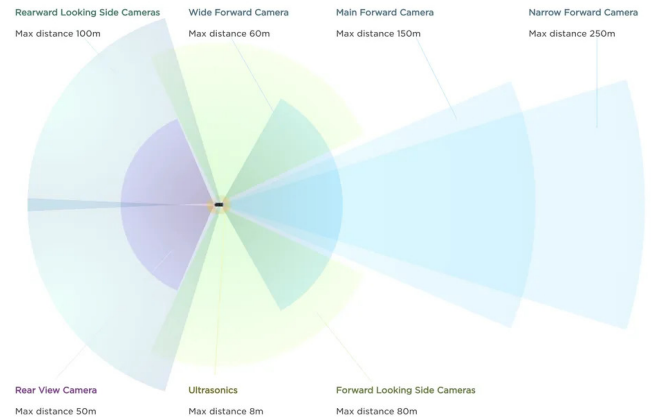 Rearward Looking Side Cameras
Max distance 100m
Wide Forward Camera
Max distance 60m
Main Forward Camera
Max distance 150m
Narrow Forward Camera
Max distance 250m
Rear View Camera
Max distance 50m
Ultrasonics
Max distance 8m
Forward Looking Side Cameras
Max distance 80m